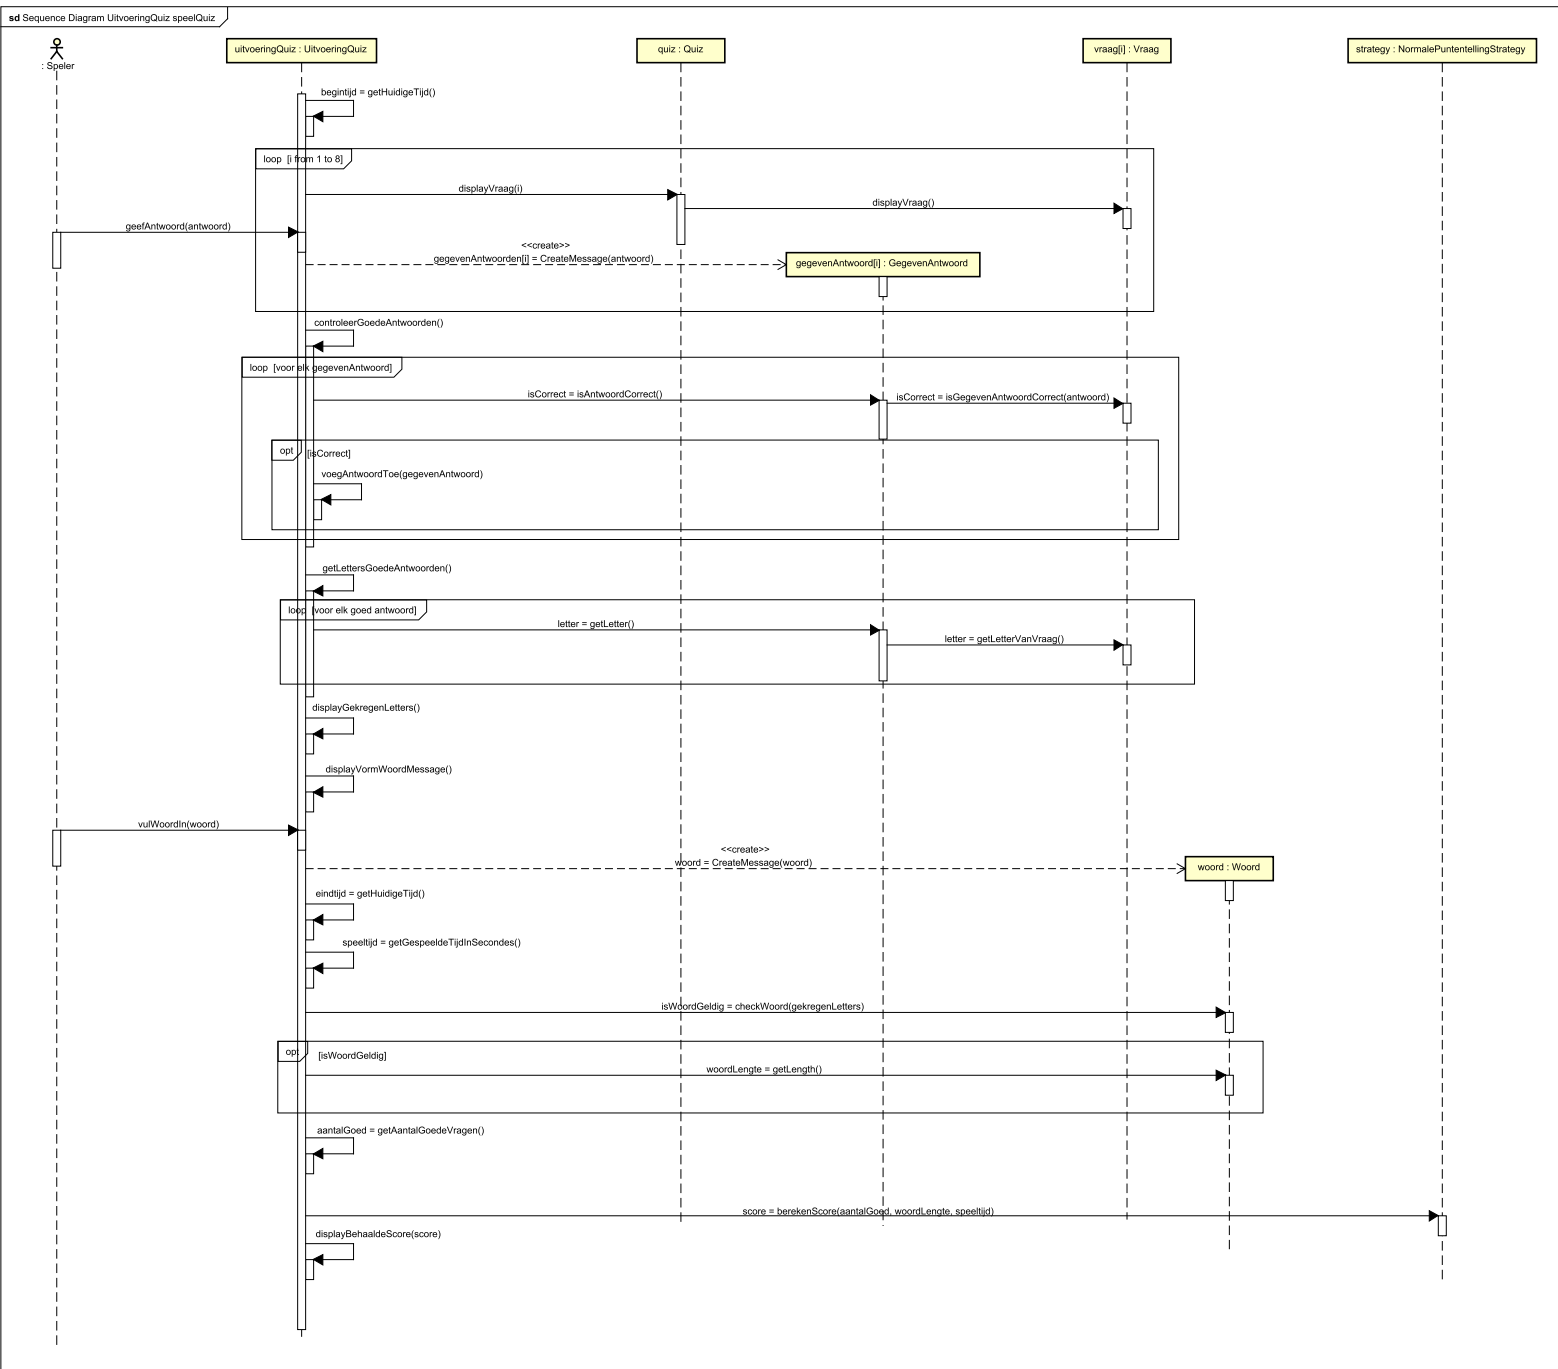 sd Sequence Diagram UitvoeringQuiz speelQuiz
: Speler
uitvoeringQuiz : UitvoeringQuiz
quiz : Quiz
vraag[i] : Vraag
strategy : NormalePuntentellingStrategy
begintijd = getHuidigeTijd()
loop [i from 1 to 8]
displayVraag(i)
displayVraag()
geefAntwoord(antwoord)
<<create>>
gegevenAntwoorden[i] = CreateMessage(antwoord)
gegevenAntwoord[i] : GegevenAntwoord
controleerGoedeAntwoorden()
loop [voor elk gegevenAntwoord]
isCorrect = isAntwoordCorrect()
isCorrect = isGegevenAntwoordCorrect(antwoord)
opt [isCorrect]
voegAntwoordToe(gegevenAntwoord)
getLettersGoedeAntwoorden()
loop [voor elk goed antwoord]
letter = getLetter()
letter = getLetterVanVraag()
displayGekregenLetters()
displayVormWoordMessage()
vulWoordIn(woord)
<<create>>
woord = CreateMessage(woord)
woord : Woord
eindtijd = getHuidigeTijd()
speeltijd = getGespeeldeTijdInSecondes()
isWoordGeldig = checkWoord(gekregenLetters)
opt [isWoordGeldig]
woordLengte = getLength()
aantalGoed = getAantalGoedeVragen()
score = berekenScore(aantalGoed, woordLengte, speeltijd)
displayBehaaldeScore(score)